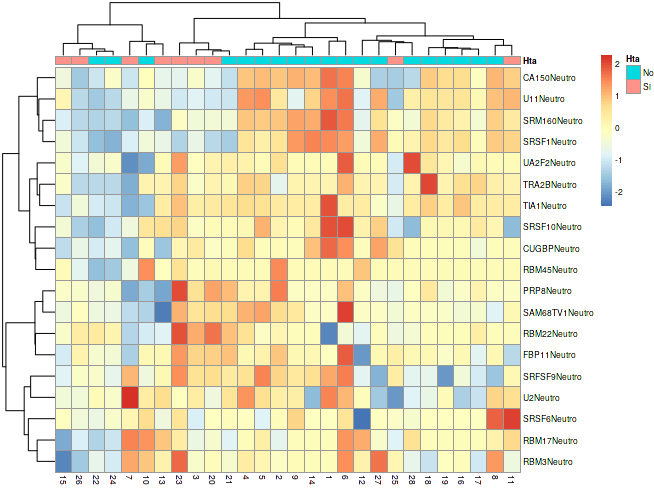 Hta
CA150Neutro
U11Neutro
SRM160Neutro
SRSF1Neutro
UA2F2Neutro
TRA2BNeutro
TIA1Neutro
SRSF10Neutro
CUGBPNeutro
RBM45Neutro
PRP8Neutro
SAM68TV1Neutro
RBM22Neutro
FBP11Neutro
SRFSF9Neutro
U2Neutro
SRSF6Neutro
RBM17Neutro
RBM3Neutro
15 26 22 24 7 10 13 23 3 20 21 4 5 2 9 14 1 6 12 27 25 28 18 19 16 17 8 11
2
1
0
-1
-2
Hta
No
SI